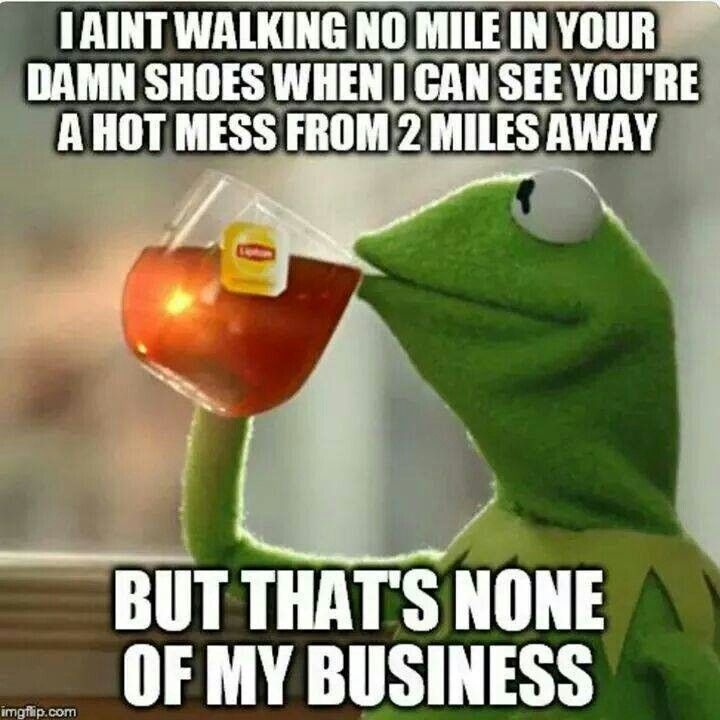 I AINT WALKING NO MILE IN YOUR
DAMN SHOES WHEN I CAN SEE YOU'RE
A HOT MESS FROM 2 MILES AWAY
Lipton
BUT THAT'S NONE
OF MY BUSINESS
imgflip.com